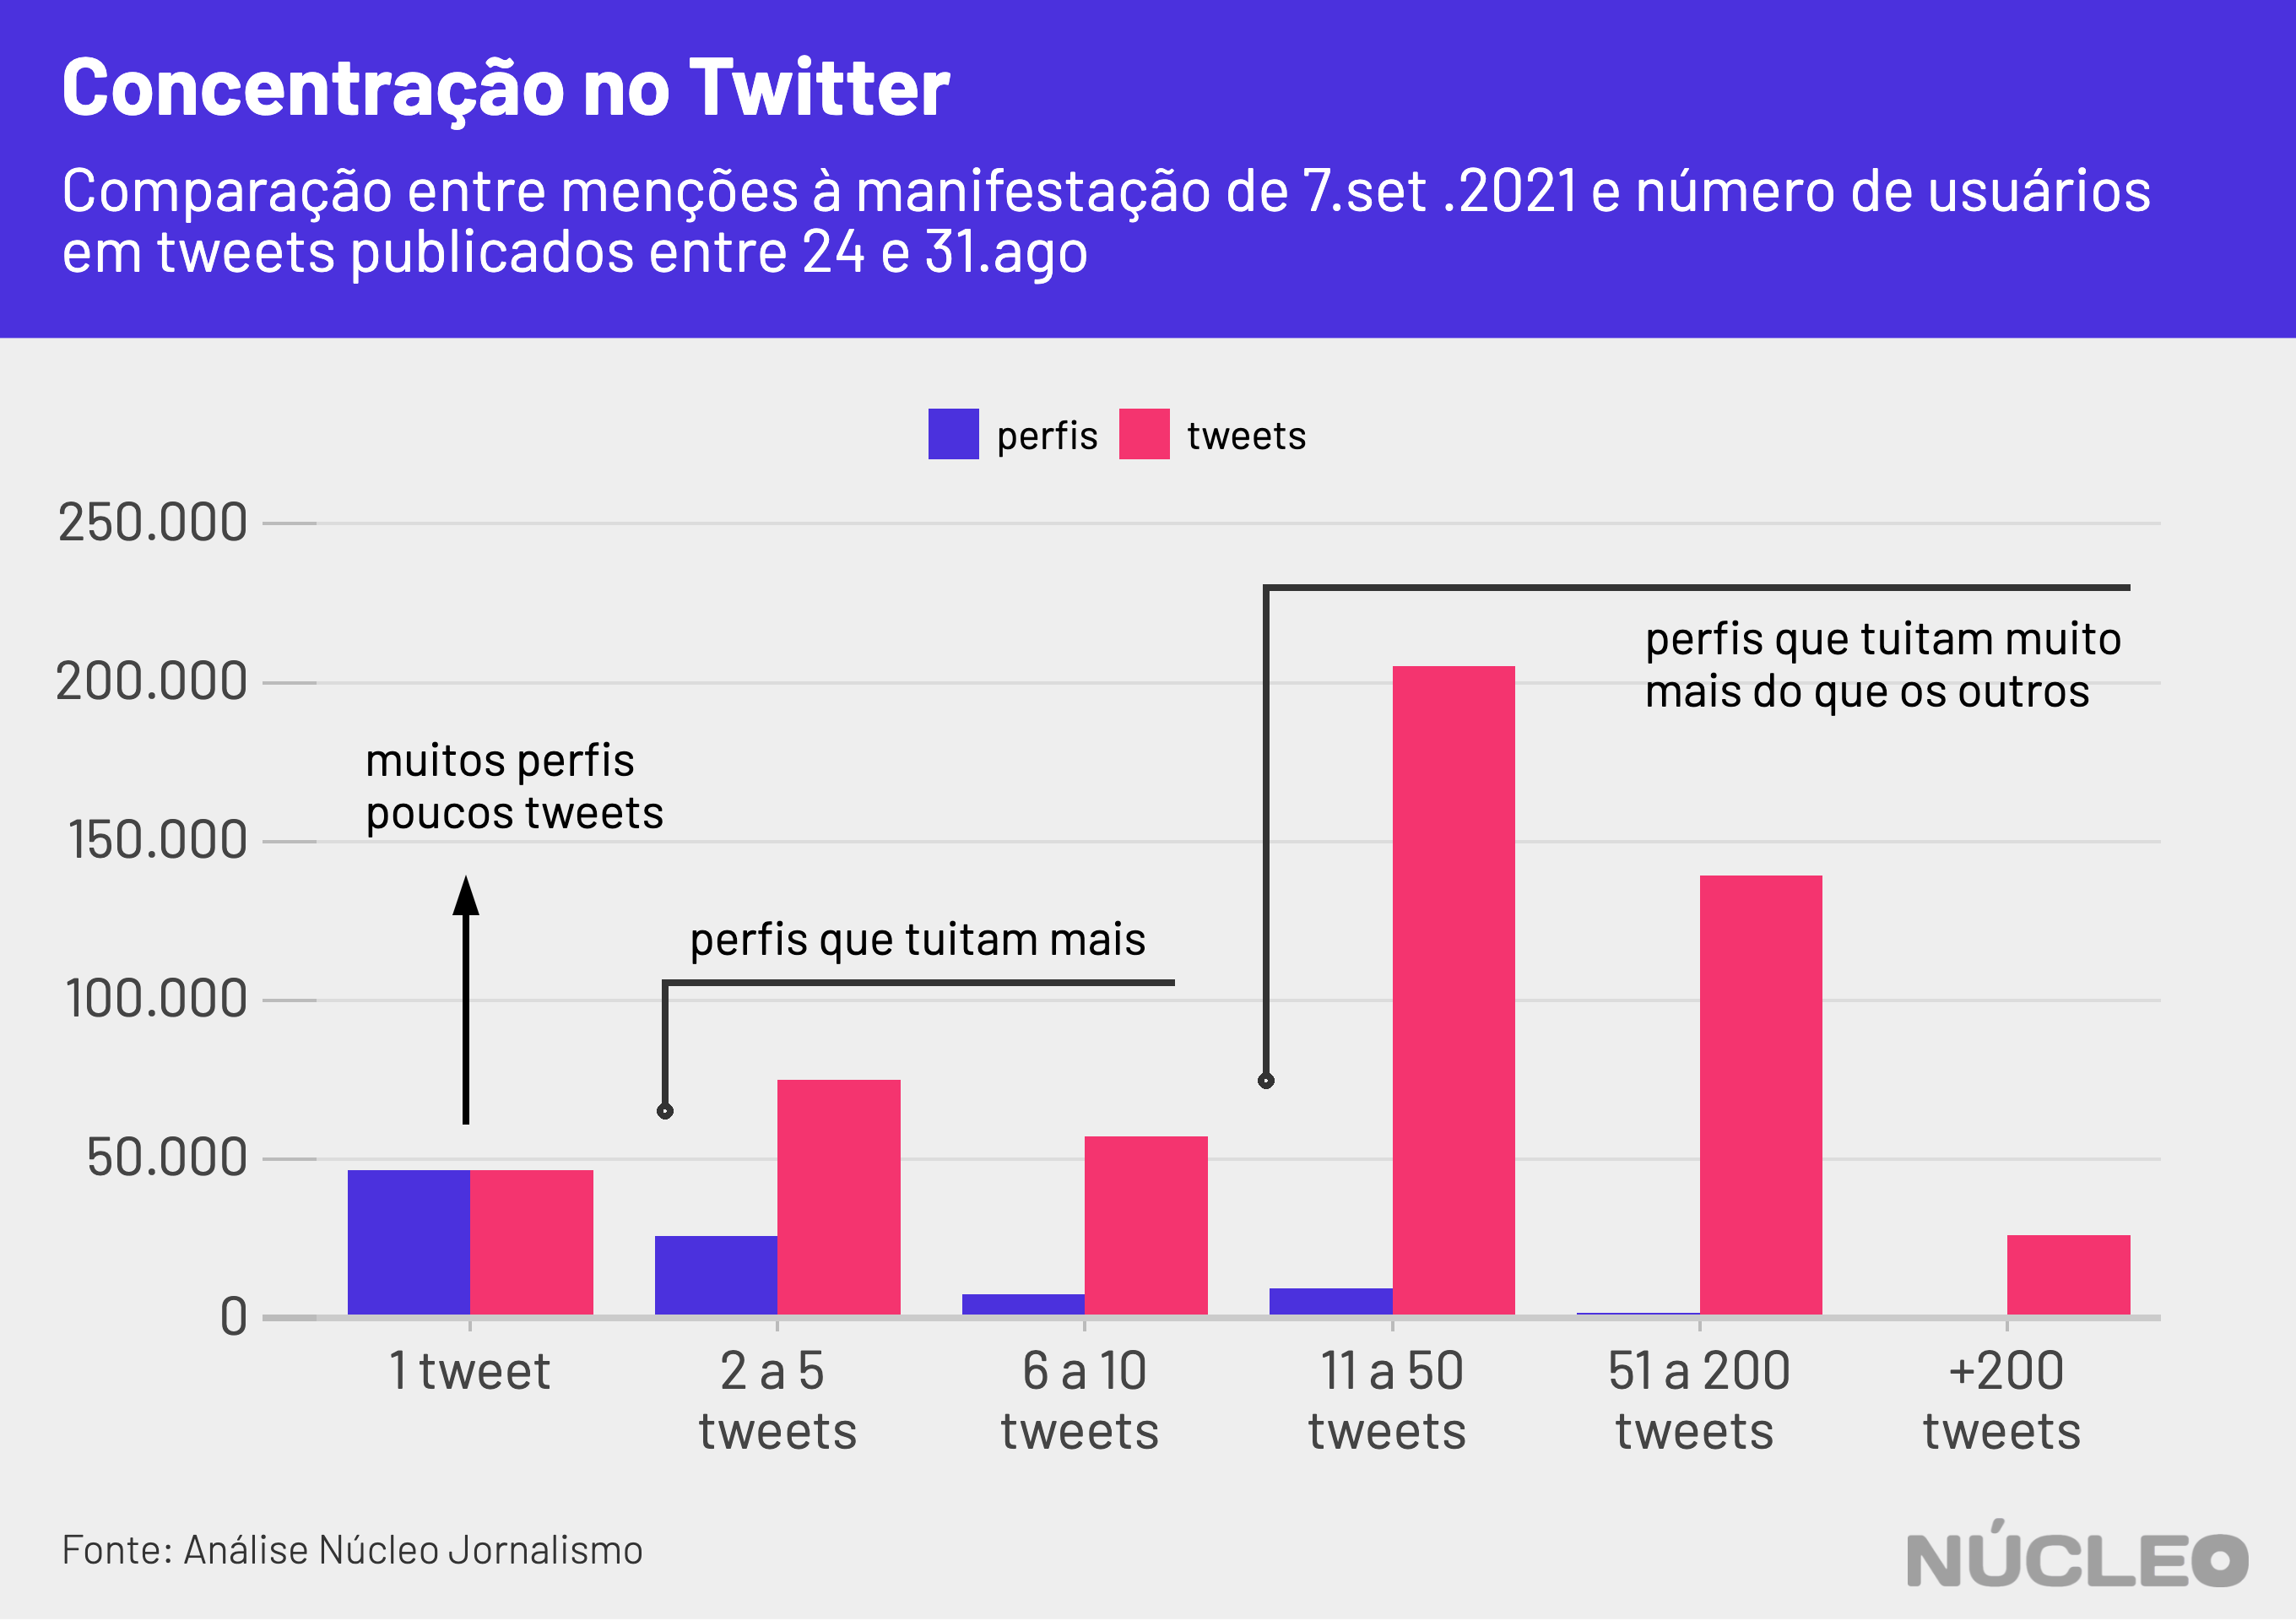 Concentração no Twitter
Comparação entre menções à manifestação de 7.set .2021 e número de usuários
em tweets publicados entre 24 e 31.ago
perfis
tweets
250.000
200.000
150.000
100.000
50.000
0
muitos perfis
poucos tweets
perfis que tuitam mais
perfis que tuitam muito
mais do que os outros
1 tweet
2 a 5
tweets
6 a 10
tweets
11 a 50
tweets
51 a 200
tweets
+200
tweets
Fonte: Análise Núcleo Jornalismo
NÚCLEO